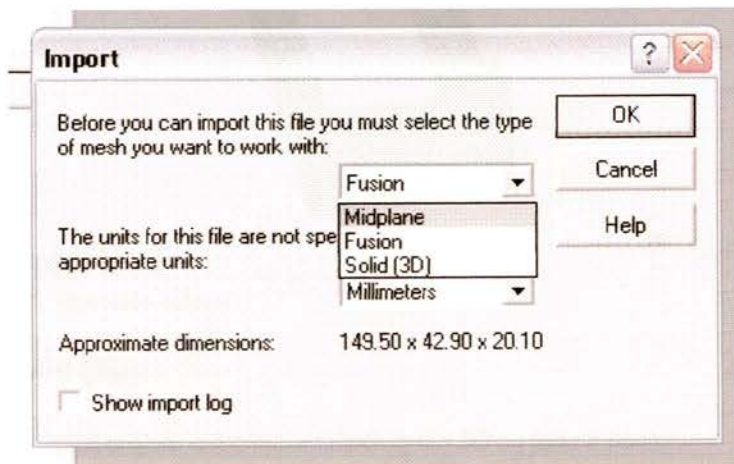 Import
?
Before you can import this file you must select the type
of mesh you want to work with:
OK
Cancel
Help
Fusion
Midplane
Fusion
Solid (3D)
The units for this file are not spe
appropriate units:
Millimeters
Approximate dimensions:
149.50 x 42.90 x 20.10
Show import log